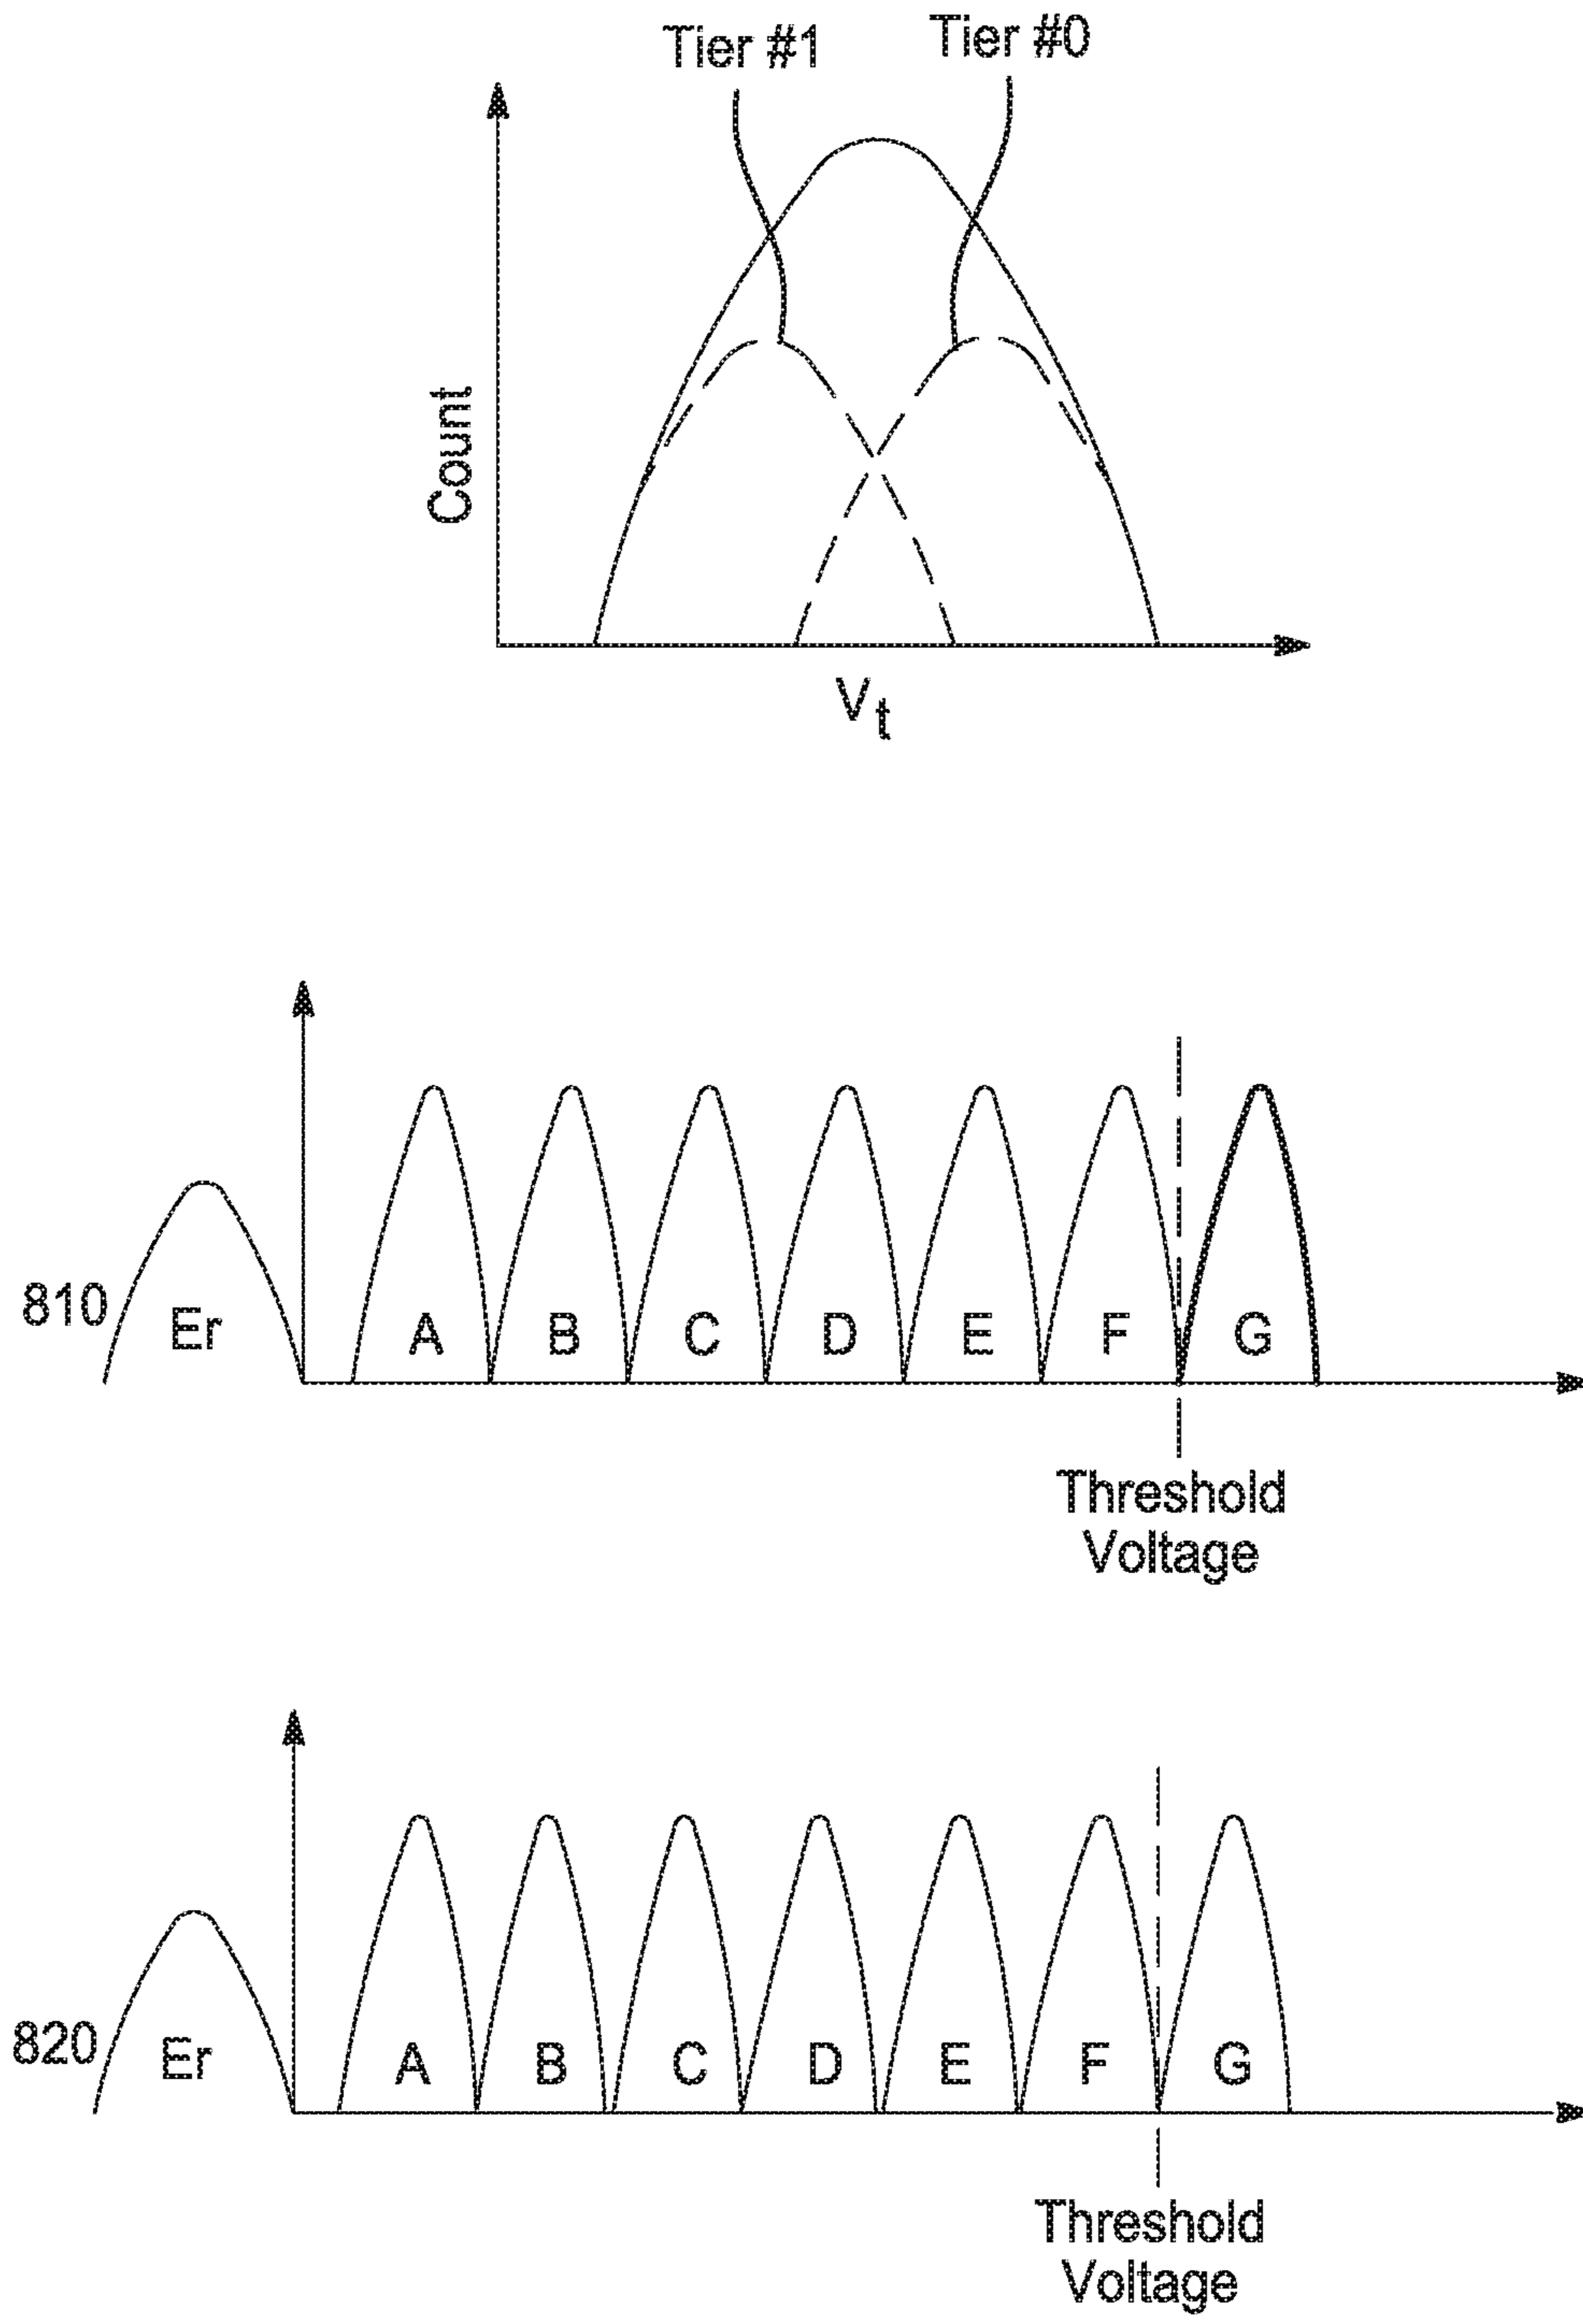 Tier #1 Tier #0
Count
Vt
810 Er A B C D E F G
Threshold
Voltage
820 Er A B C D E F G
Threshold
Voltage